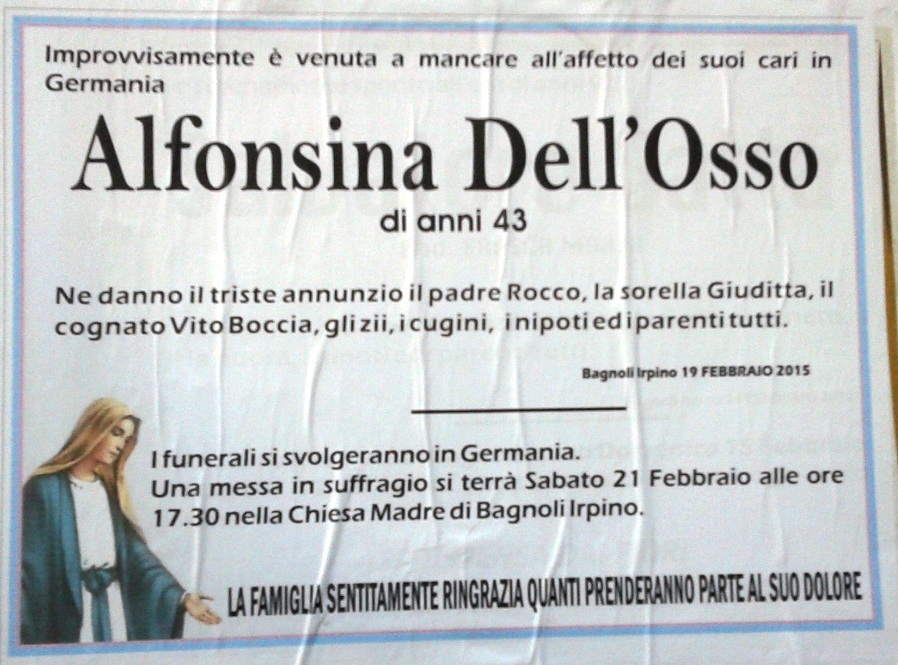 Improvvisamente è venuta a mancare all'affetto dei suoi cari in
Germania
Alfonsina Dell'Osso
di anni 43
Ne danno il triste annunzio il padre Rocco, la sorella Giuditta, il
cognato Vito Boccia, gli zii, i cugini, i nipoti ed i parenti tutti.
Bagnoli Irpino 19 FEBBRAIO 2015
I funerali si svolgeranno in Germania.
Una messa in suffragio si terrà Sabato 21 Febbraio alle ore
17.30 nella Chiesa Madre di Bagnoli Irpino.
LA FAMIGLIA SENTITAMENTE RINGRAZIA QUANTI PRENDERANNO PARTE AL SUO DOLORE